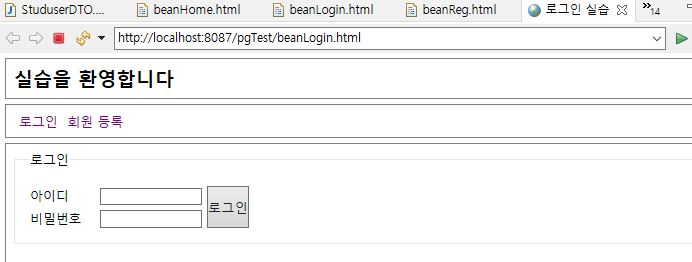 StuduserDTO.... beanHome.html beanLogin.html beanReg.html 로그인 실습 »14
http://localhost:8087/pgTest/beanLogin.html
실습을 환영합니다
로그인 회원 등록
로그인
아이디
비밀번호 로그인